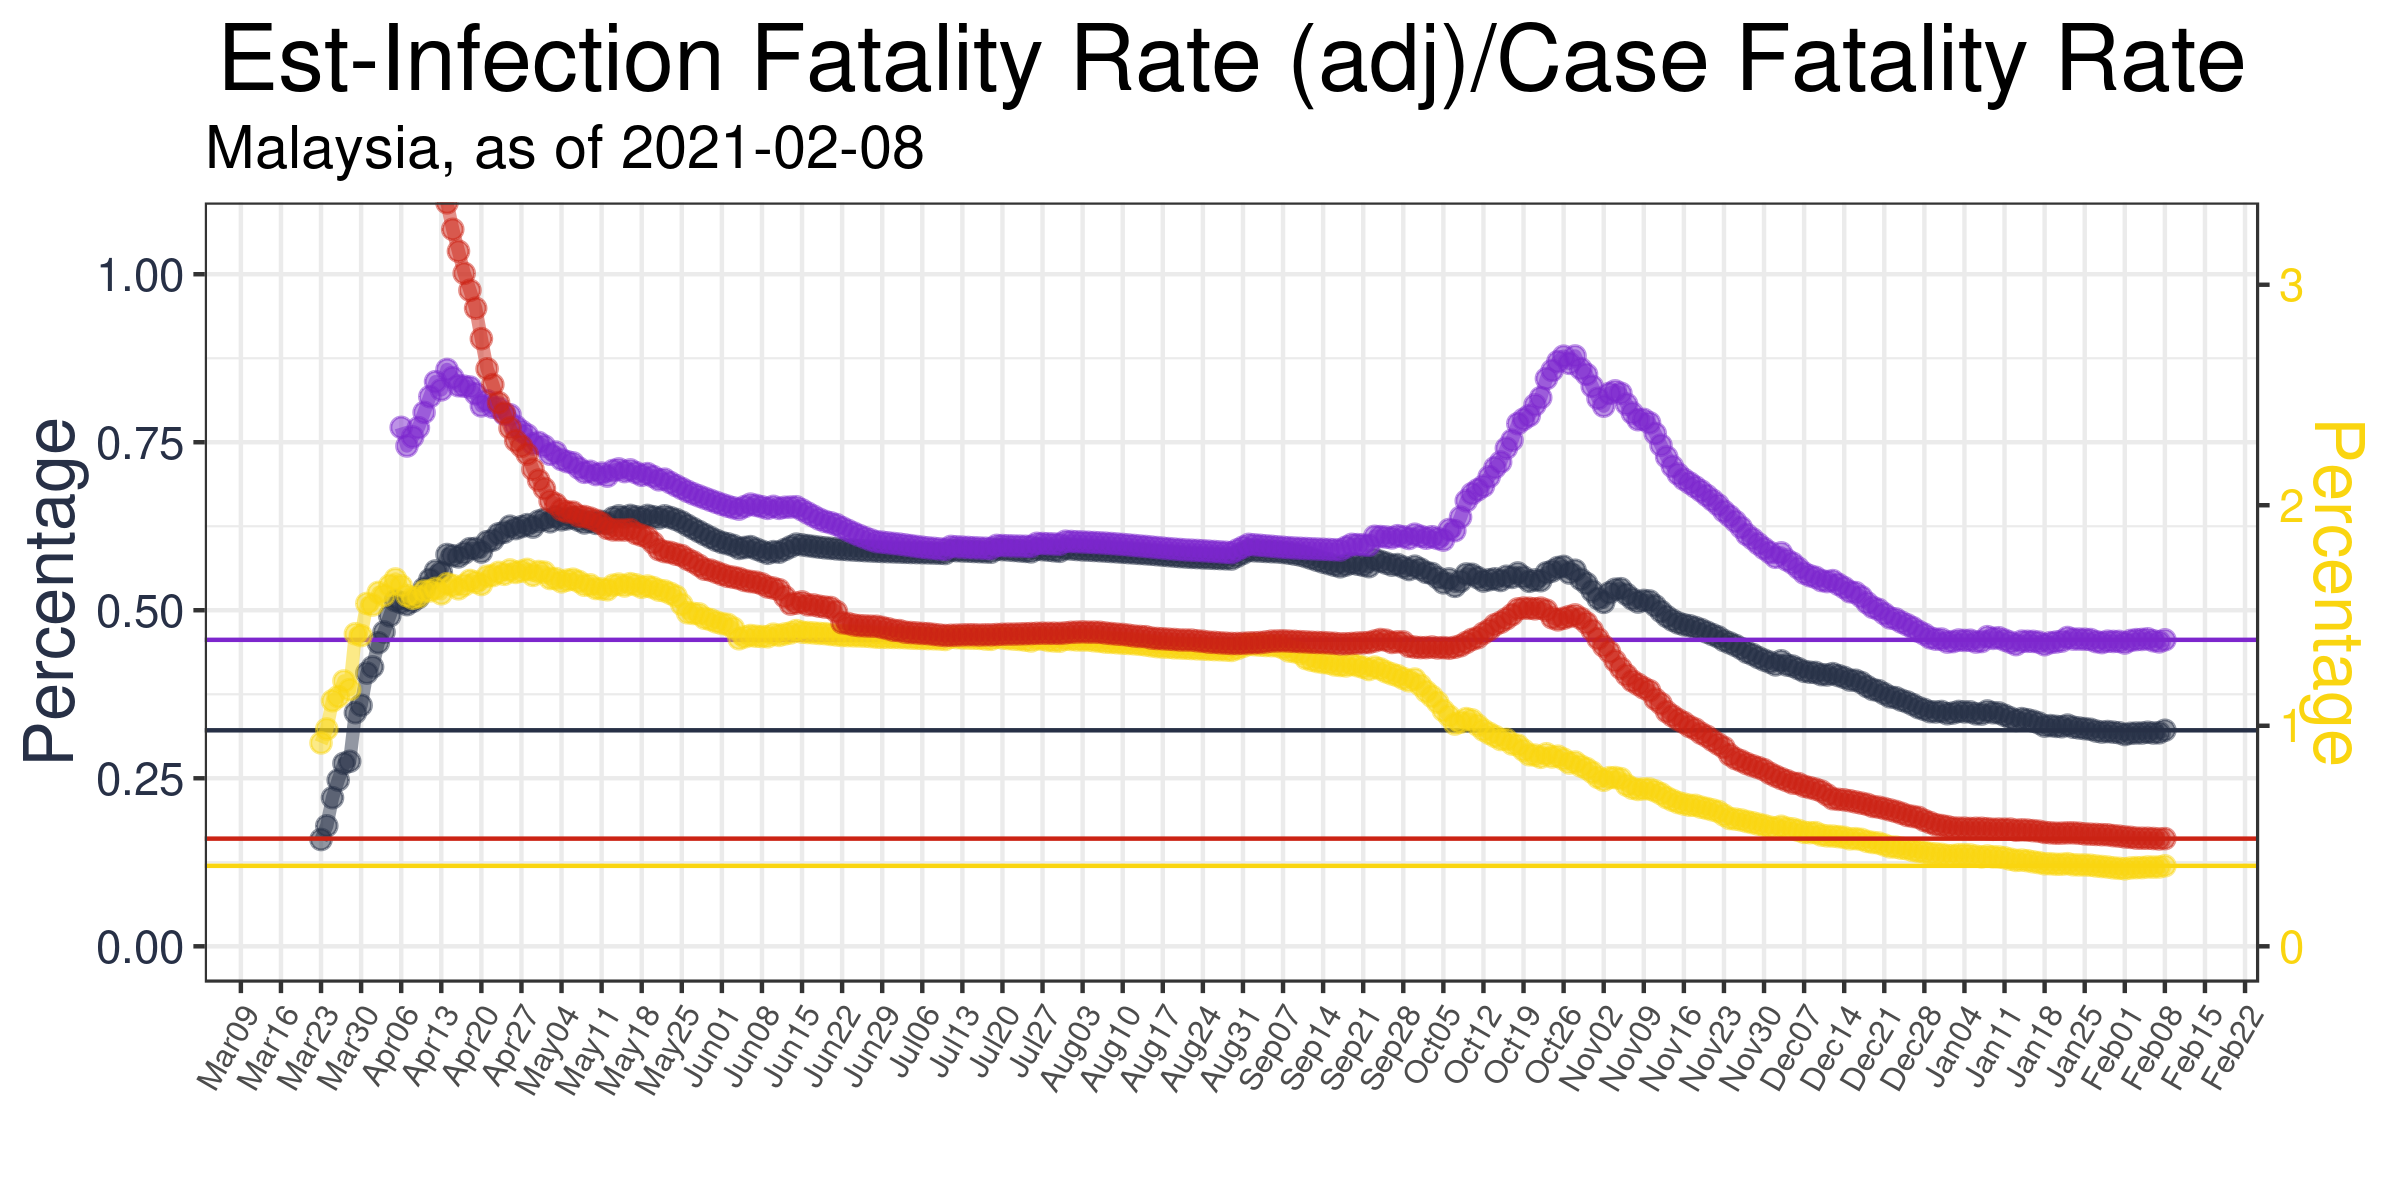 Est-Infection Fatality Rate (adj)/Case Fatality Rate
Malaysia, as of 2021-02-08
Percentage
1.00
0.75
0.50
0.25
0.00
3
2
1
0
Percentage
Mar09
Mar16
Mar23
Mar30
Apr06
Apr13
Apr20
Apr27
May04
May11
May18
May25
Jun01
Jun08
Jun15
Jun22
Jun29
Jul06
Jul13
Jul20
Jul27
Aug03
Aug10
Aug17
Aug24
Aug31
Sep07
Sep14
Sep21
Sep28
Oct05
Oct12
Oct19
Oct26
Nov02
Nov09
Nov16
Nov23
Nov30
Dec07
Dec14
Dec21
Dec28
Jan04
Jan11
Jan18
Jan25
Feb01
Feb08
Feb15
Feb22